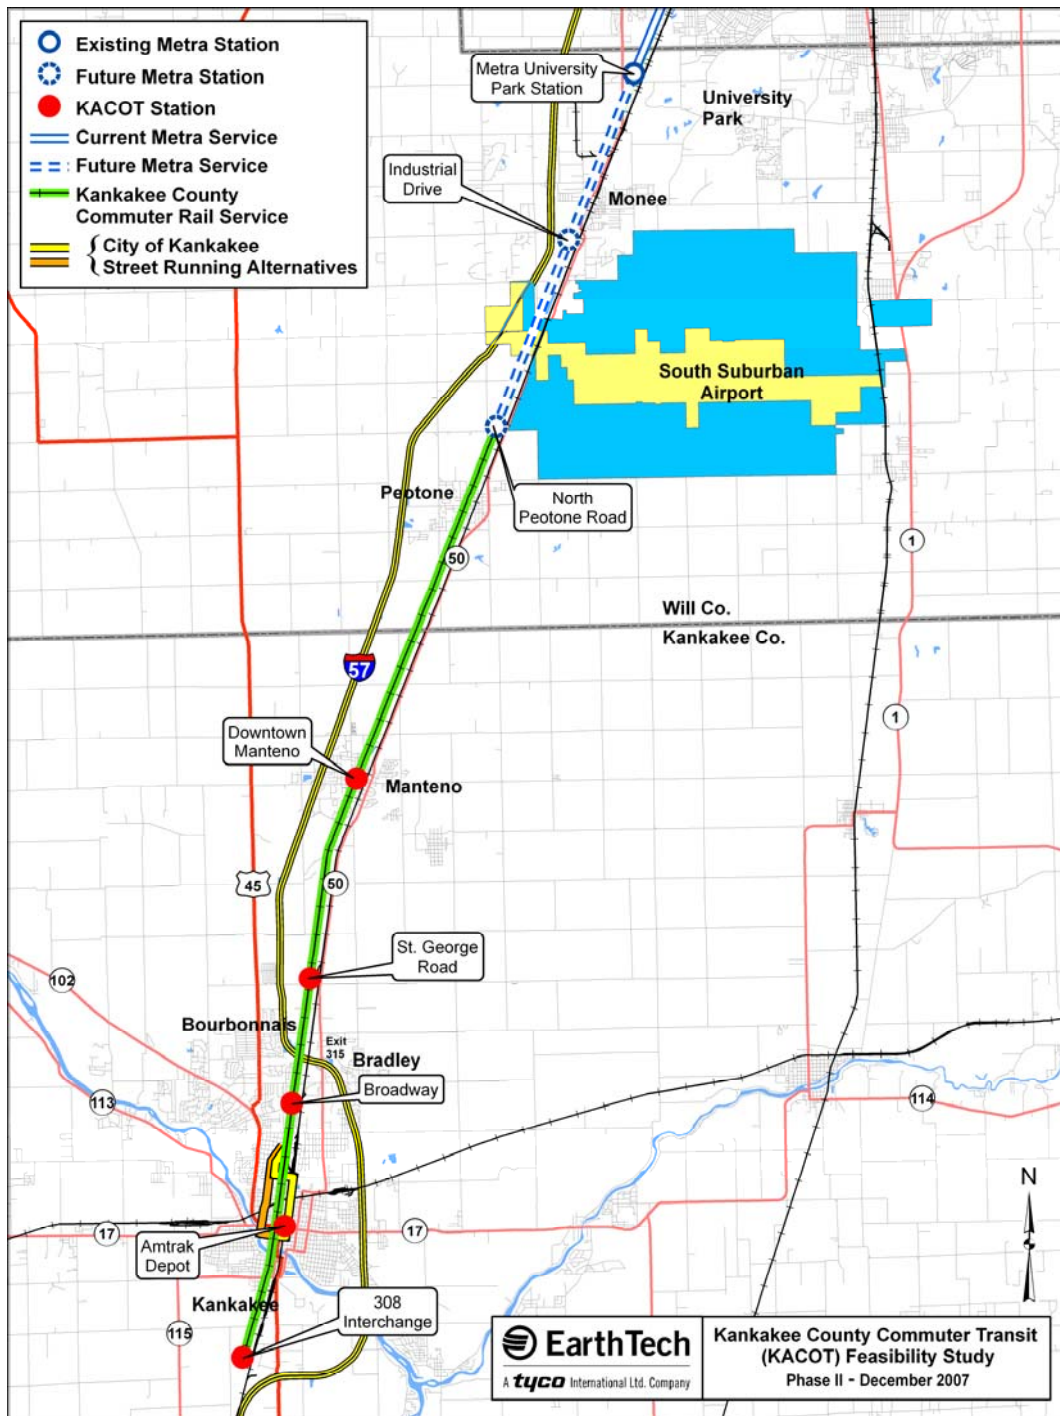 Existing Metra Station
Future Metra Station
KACOT Station
Current Metra Service
Future Metra Service
Kankakee County
Commuter Rail Service
City of Kankakee
Street Running Alternatives
Metra University
Park Station
University
Park
Industrial
Drive
Monee
South Suburban
Airport
Peotone
North
Peotone Road
50
1
Will Co.
Kankakee Co.
57
1
Downtown
Manteno
Manteno
45
50
St. George
Road
102
Bourbonnais
Exit
315
Bradley
Broadway
113
114
N
17
17
Amtrak
Depot
Kankakee
308
Interchange
115
EarthTech
A tyco International Ltd. Company
Kankakee County Commuter Transit
(KACOT) Feasibility Study
Phase II - December 2007